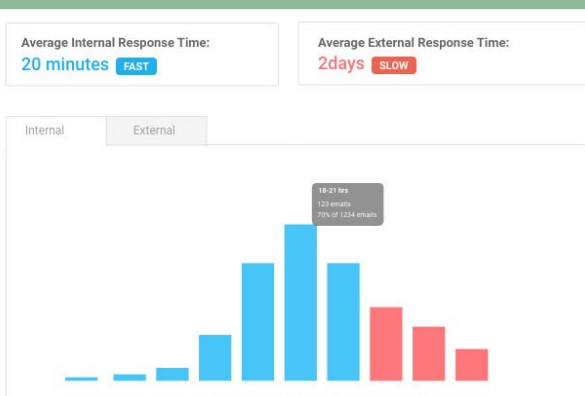 Average Internal Response Time:
20 minutes FAST
Average External Response Time:
2days SLOW
Internal
External
18-21 hrs
123 emails
70% of 1234 emails